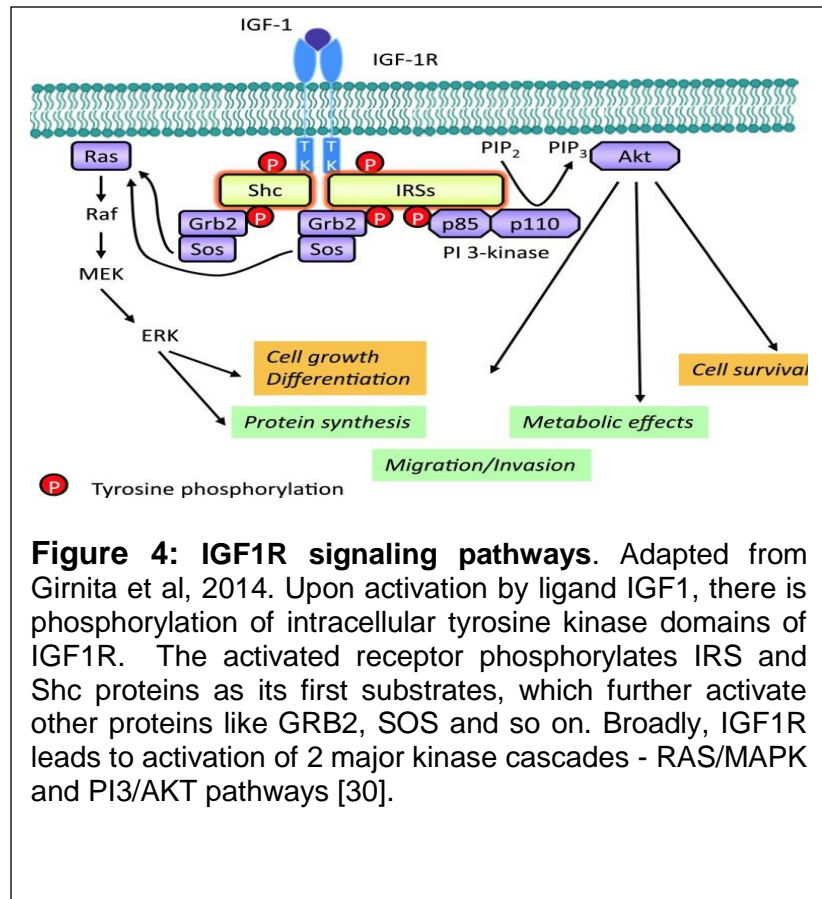 IGF-1
IGF-1R
T T
K K
Ras
P
P
PIP2
PIP3
Akt
Shc
IRSs
Raf
Grb2
P
Grb2
P
P
p85
p110
Sos
Sos
PI 3-kinase
MEK
ERK
Cell growth
Differentiation
Cell survival
Protein synthesis
Metabolic effects
Migration/Invasion
P Tyrosine phosphorylation
Figure 4: IGF1R signaling pathways. Adapted from
Girnita et al, 2014. Upon activation by ligand IGF1, there is
phosphorylation of intracellular tyrosine kinase domains of
IGF1R. The activated receptor phosphorylates IRS and
Shc proteins as its first substrates, which further activate
other proteins like GRB2, SOS and so on. Broadly, IGF1R
leads to activation of 2 major kinase cascades - RAS/MAPK
and PI3/AKT pathways [30].